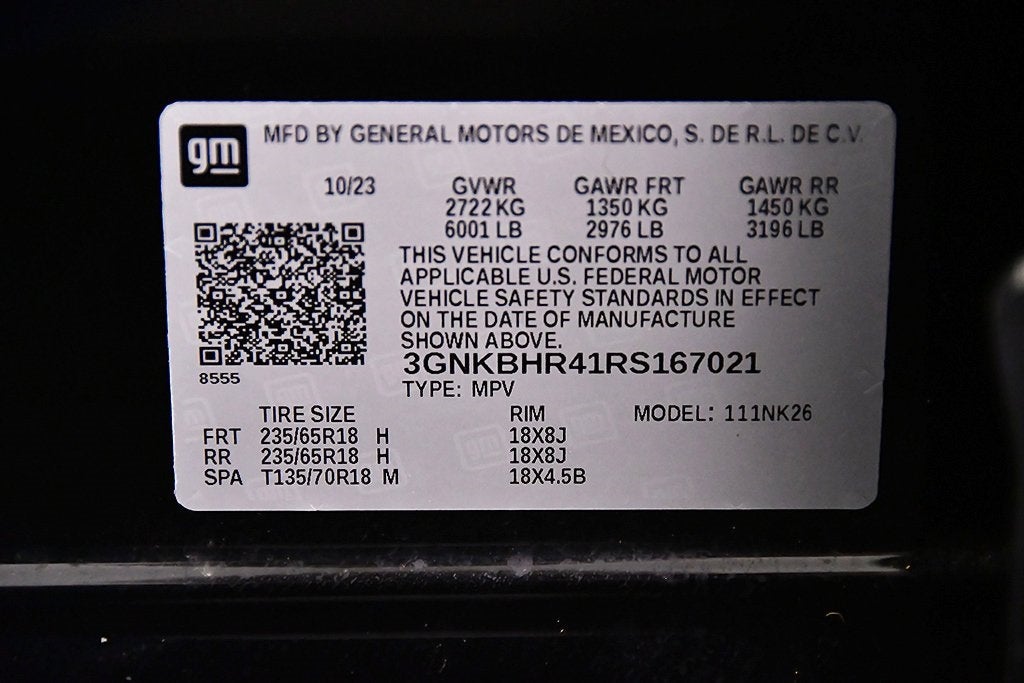 gm MFD BY GENERAL MOTORS DE MEXICO, S. DE R.L. DE C.V.
10/23 GVWR GAWR FRT GAWR RR
2722 KG 1350 KG 1450 KG
6001 LB 2976 LB 3196 LB
THIS VEHICLE CONFORMS TO ALL
APPLICABLE U.S. FEDERAL MOTOR
VEHICLE SAFETY STANDARDS IN EFFECT
ON THE DATE OF MANUFACTURE
SHOWN ABOVE.
3GNKBHR41RS167021
8555
TYPE: MPV
TIRE SIZE RIM MODEL: 111NK26
FRT 235/65R18 H 18X8J
RR 235/65R18 H 18X8J
SPA T135/70R18 M 18X4.5B